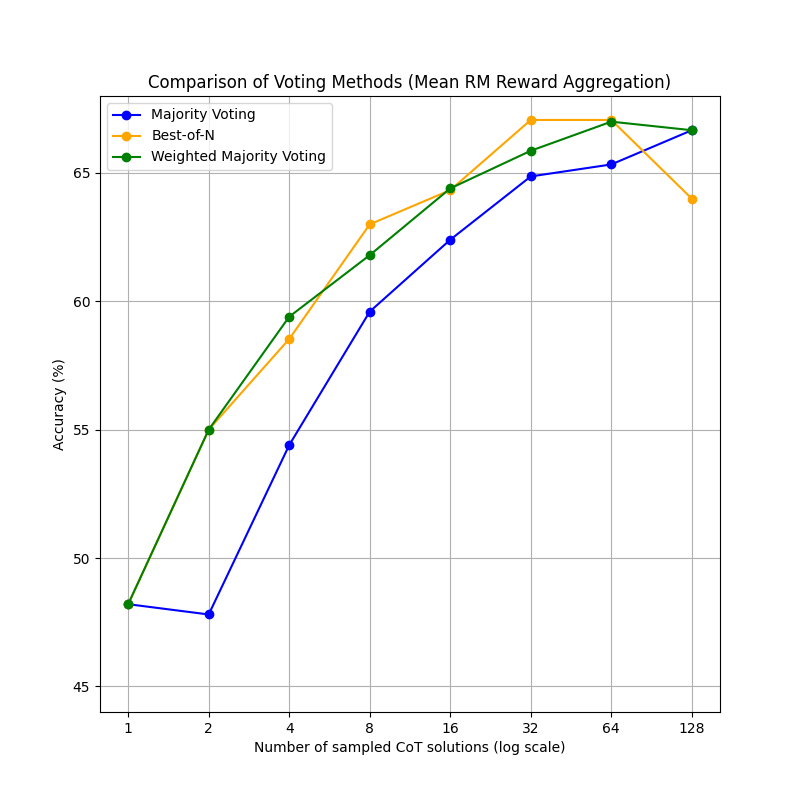 Comparison of Voting Methods (Mean RM Reward Aggregation)
Majority Voting
Best-of-N
Weighted Majority Voting
Accuracy (%)
65
60
55
50
45
1 2 4 8 16 32 64 128
Number of sampled CoT solutions (log scale)